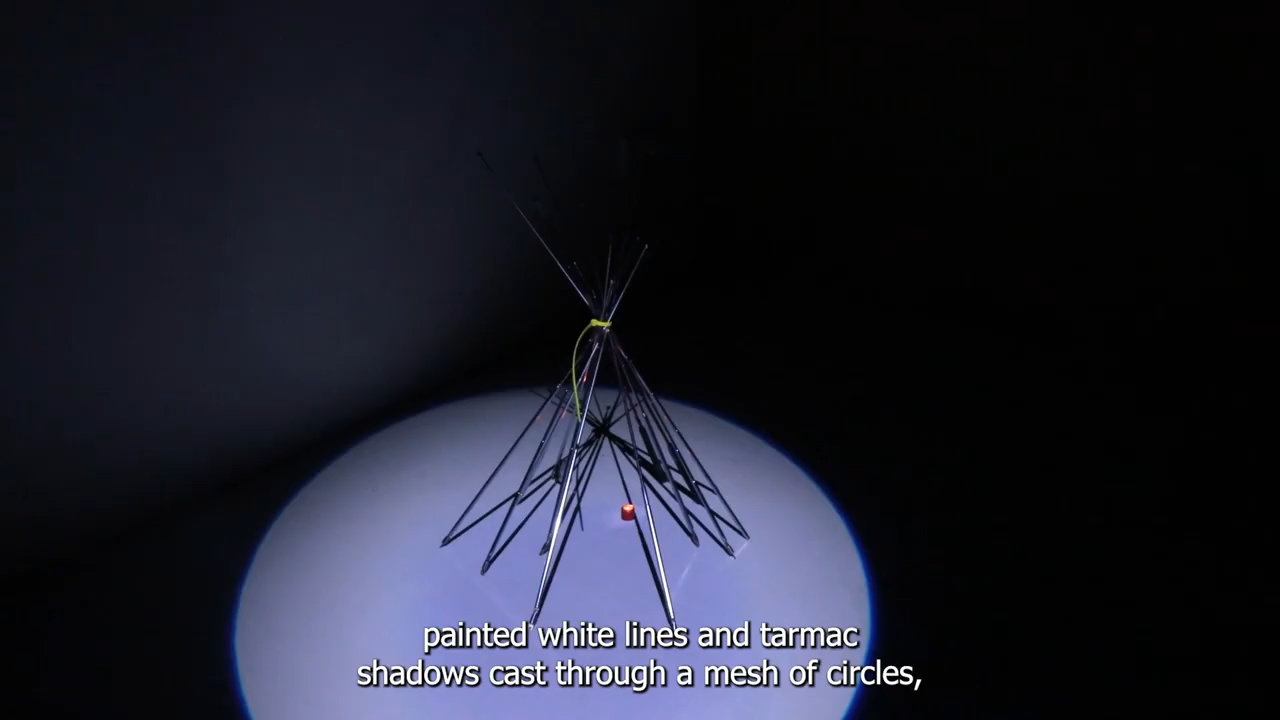 painted white lines and tarmac
shadows cast through a mesh of circles,